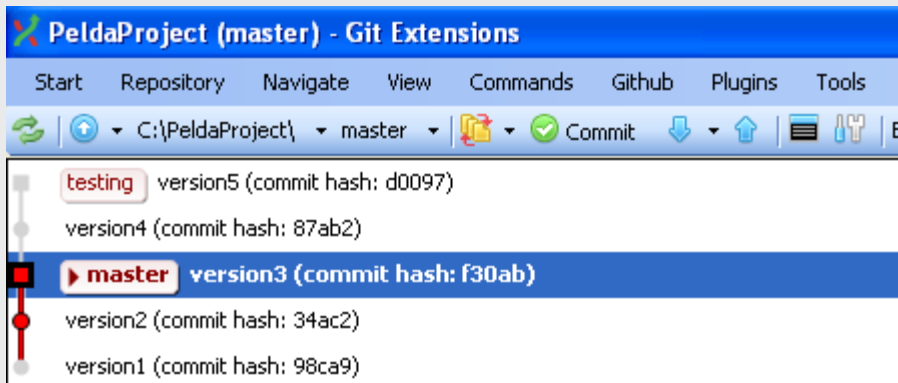 PeldaProject (master) - Git Extensions
Start Repository Navigate View Commands Github Plugins Tools
C:\PeldaProject\ master Commit
testing version5 (commit hash: d0097)
version4 (commit hash: 87ab2)
master version3 (commit hash: f30ab)
version2 (commit hash: 34ac2)
version1 (commit hash: 98ca9)